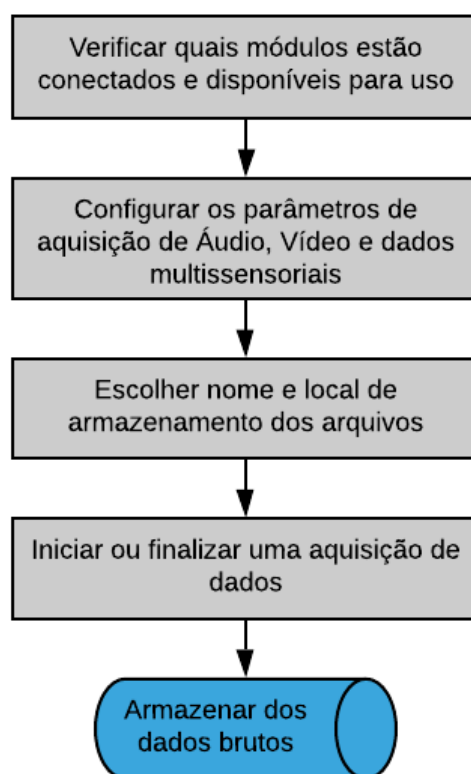 Verificar quais módulos estão
conectados e disponíveis para uso
Configurar os parâmetros de
aquisição de Áudio, Vídeo e dados
multissensoriais
Escolher nome e local de
armazenamento dos arquivos
Iniciar ou finalizar uma aquisição de
dados
Armazenar dos
dados brutos